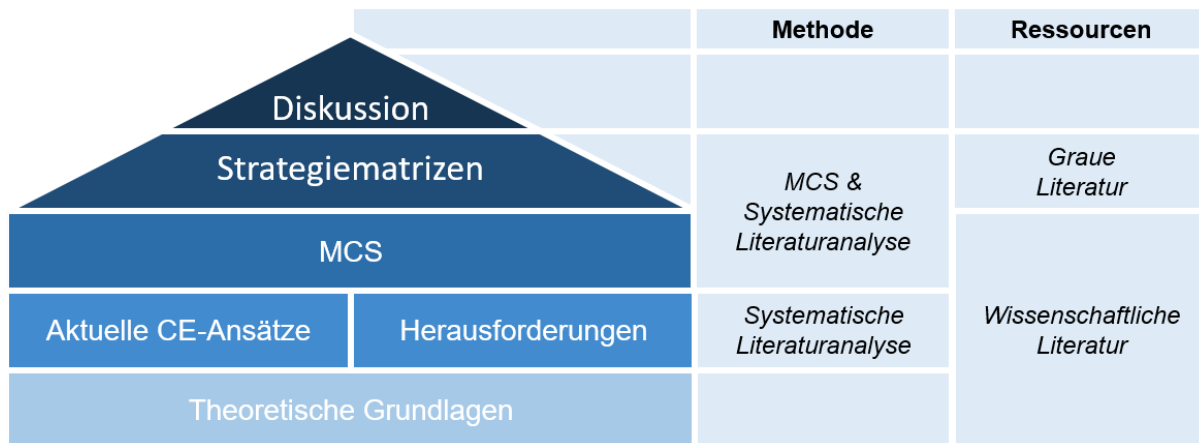 Methode
Ressourcen
Diskussion
Strategiematrizen
MCS &
Systematische
Literaturanalyse
Graue
Literatur
MCS
Aktuelle CE-Ansätze
Herausforderungen
Systematische
Literaturanalyse
Wissenschaftliche
Literatur
Theoretische Grundlagen